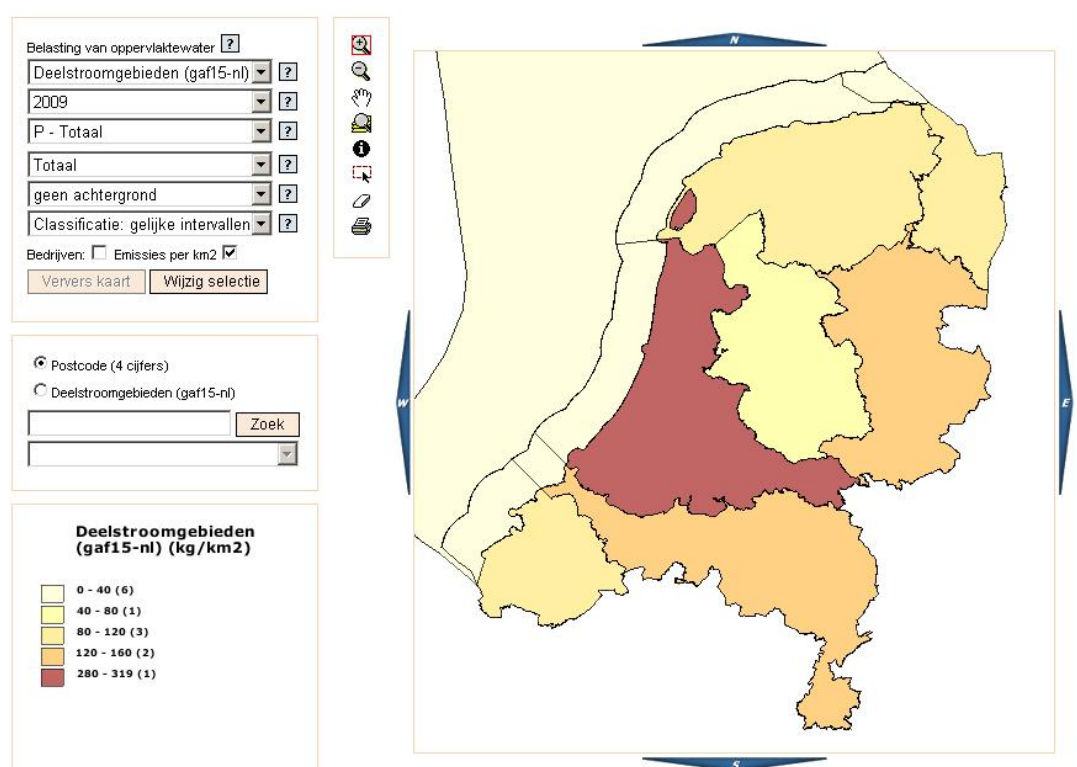 Belasting van oppervlaktewater ?
Deelstroomgebieden (gaf15-nl) ?
2009 ?
P - Totaal ?
Totaal ?
geen achtergrond ?
Classificatie: gelijke intervallen ?
Bedrijven: Emissies per km2
Ververs kaart Wijzig selectie
Postcode (4 cijfers)
Deelstroomgebieden (gaf15-nl)
Zoek
Deelstroomgebieden
(gaf15-nl) (kg/km2)
0 - 40 (6)
40 - 80 (1)
80 - 120 (3)
120 - 160 (2)
280 - 319 (1)
N
W
E
S